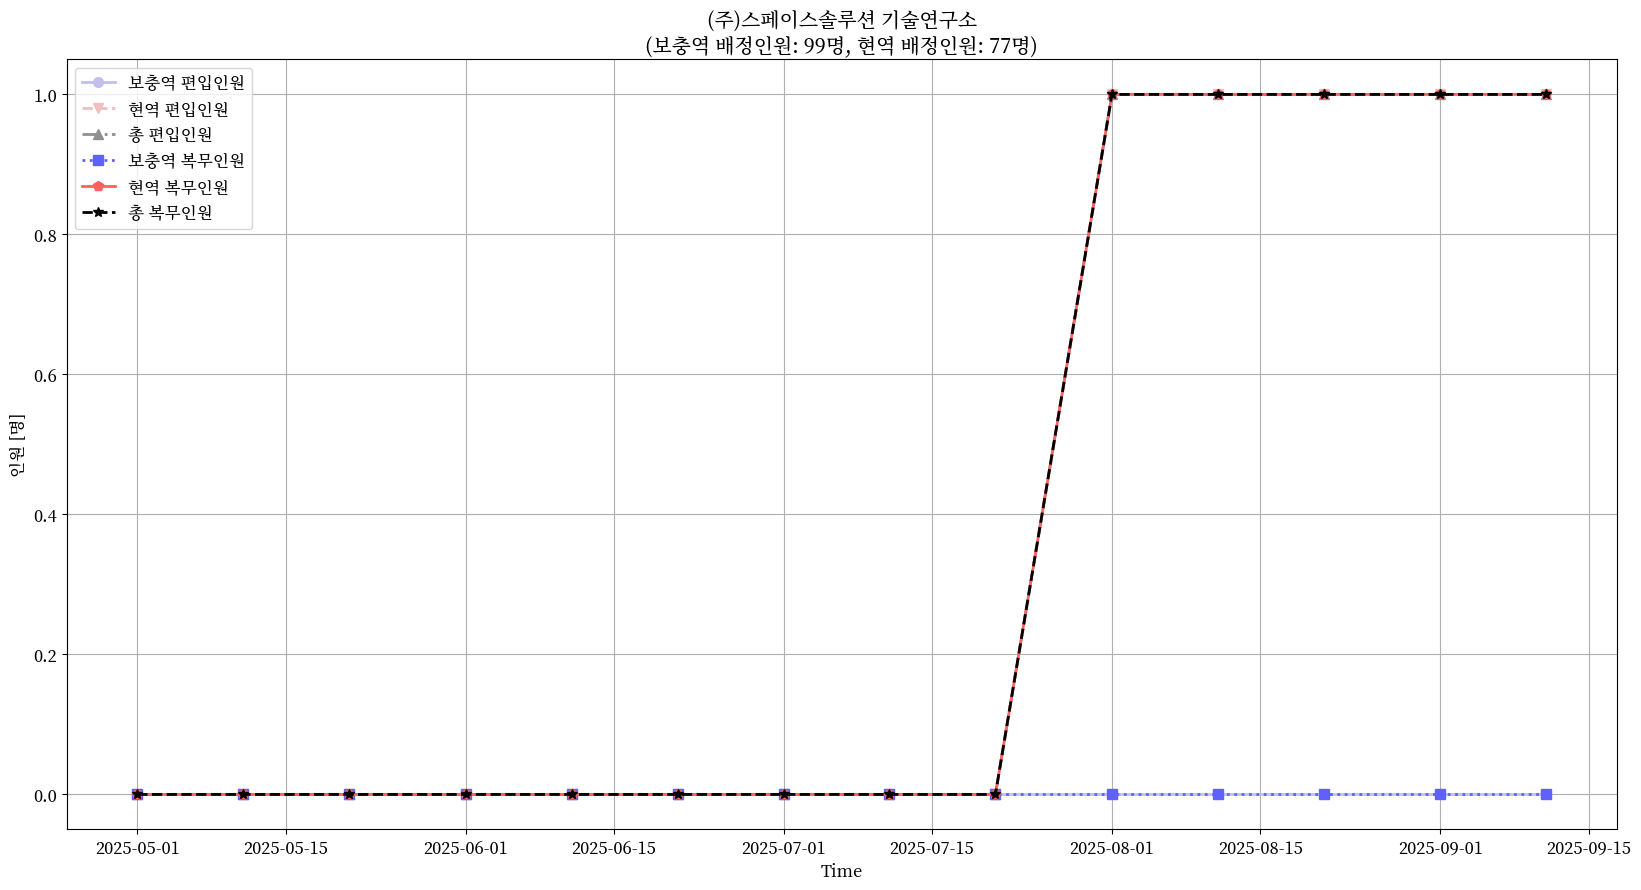 (주)스페이스솔루션 기술연구소
(보충역 배정인원: 99명, 현역 배정인원: 77명)
보충역 편입인원
현역 편입인원
총 편입인원
보충역 복무인원
현역 복무인원
총 복무인원
인원 [명]
1.0
0.8
0.6
0.4
0.2
0.0
2025-05-01 2025-05-15 2025-06-01 2025-06-15 2025-07-01 2025-07-15 2025-08-01 2025-08-15 2025-09-01 2025-09-15
Time